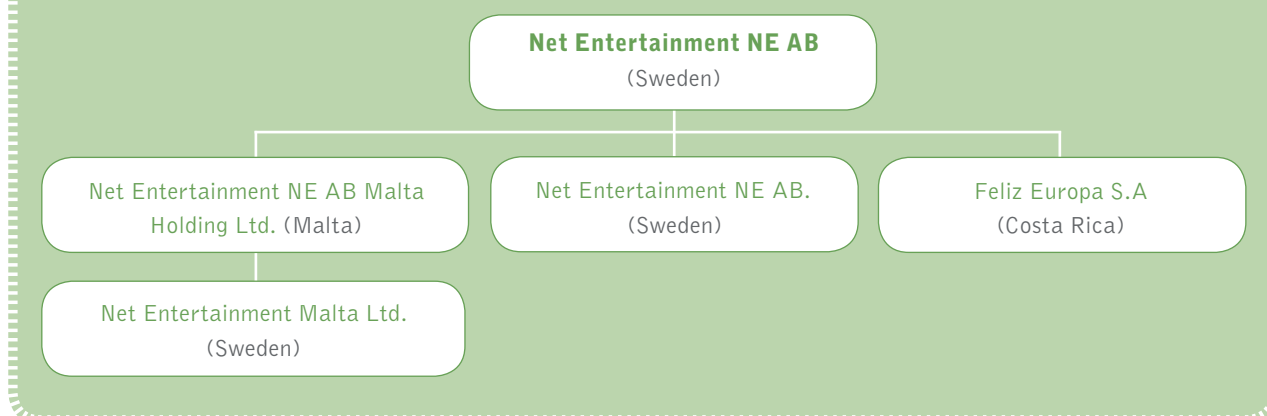 Net Entertainment NE AB
(Sweden)
Net Entertainment NE AB Malta
Holding Ltd. (Malta)
Net Entertainment NE AB.
(Sweden)
Feliz Europa S.A
(Costa Rica)
Net Entertainment Malta Ltd.
(Sweden)